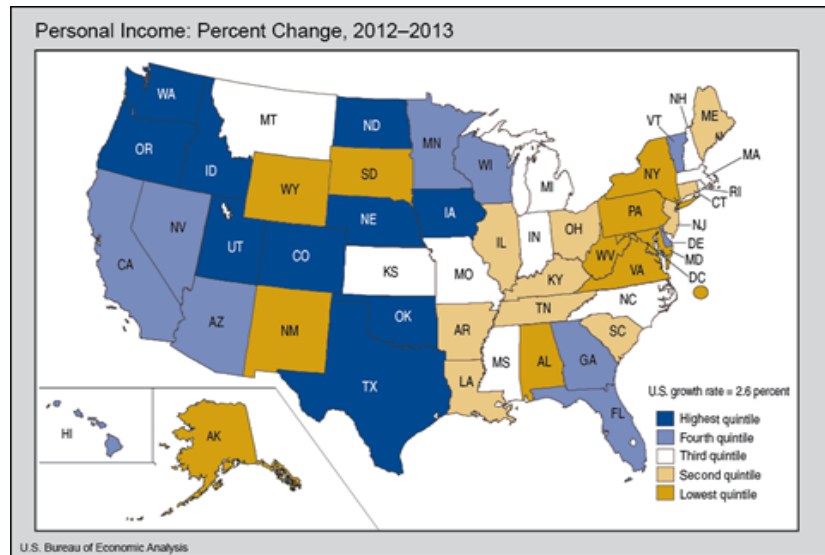 Personal Income: Percent Change, 2012–2013
WA
MT
ND
MN
OR
ID
WY
SD
WI
MI
NH
VT
ME
MA
NY
RI
CT
NV
UT
CO
NE
IA
IL
IN
OH
PA
NJ
DE
MD
DC
CA
KS
MO
KY
WV
VA
NC
TN
AZ
NM
OK
AR
SC
MS
AL
GA
TX
LA
FL
HI
AK
U.S. growth rate = 2.6 percent
Highest quintile
Fourth quintile
Third quintile
Second quintile
Lowest quintile
U.S. Bureau of Economic Analysis